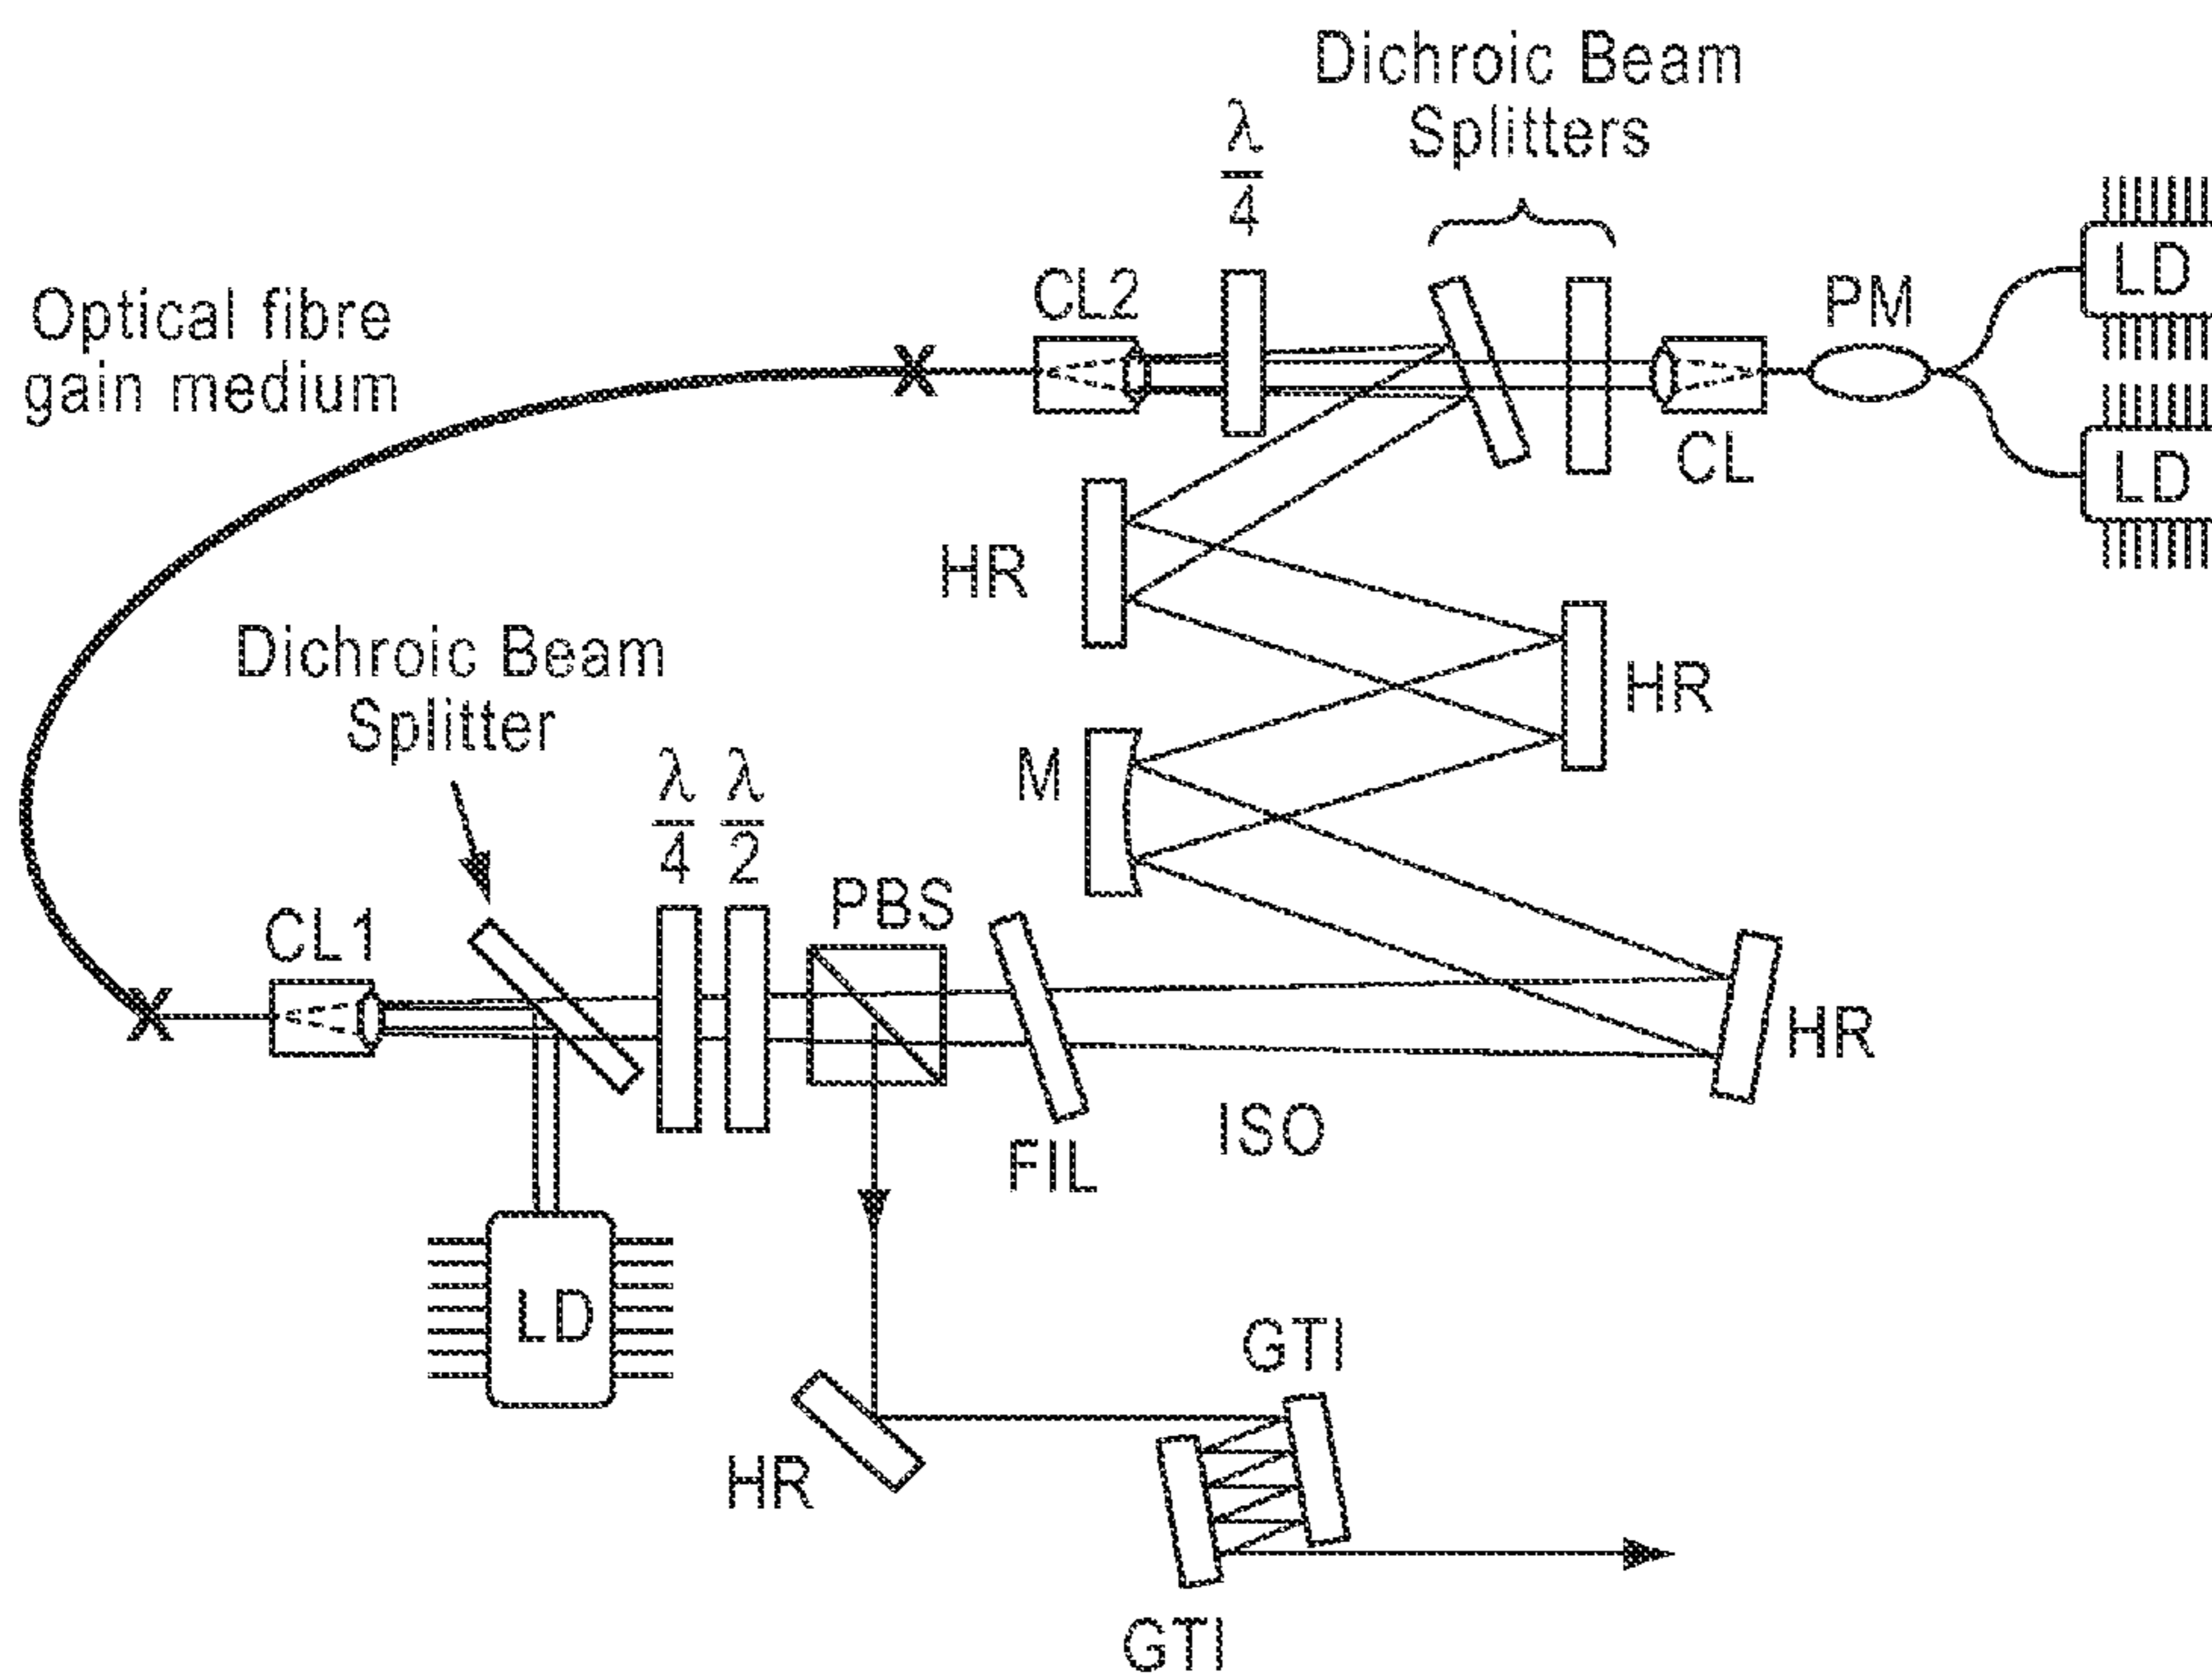 Dichroic Beam
Splitters
λ
4
LD
CL2
PM
Optical fibre
gain medium
CL
LD
HR
Dichroic Beam
Splitter
HR
M
λ λ
4 2
PBS
CL1
HR
ISO
FIL
LD
GTI
HR
GTI